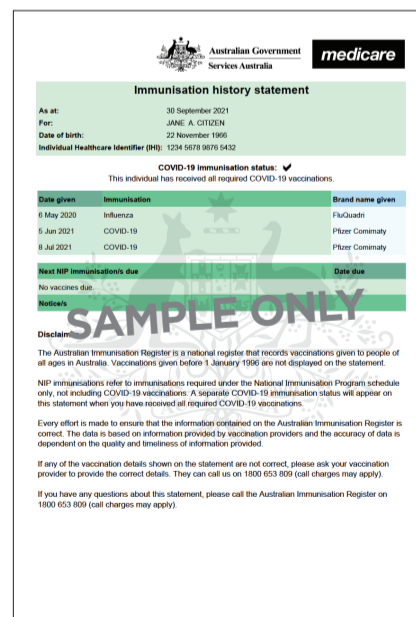 Australian Government
Services Australia
medicare
Immunisation history statement
As at: 30 September 2021
For: JANE A. CITIZEN
Date of birth: 22 November 1966
Individual Healthcare Identifier (IHI): 1234 5678 9876 5432
COVID-19 immunisation status: ✔
This individual has received all required COVID-19 vaccinations.
Date given Immunisation Brand name given
6 May 2020 Influenza FluQuadri
5 Jun 2021 COVID-19 Pfizer Comirnaty
8 Jul 2021 COVID-19 Pfizer Comirnaty
Next NIP immunisation/s due Date due
No vaccines due.
Notice/s
SAMPLE ONLY
Disclaim
The Australian Immunisation Register is a national register that records vaccinations given to people of
all ages in Australia. Vaccinations given before 1 January 1996 are not displayed on the statement.
NIP immunisations refer to immunisations required under the National Immunisation Program schedule
only, not including COVID-19 vaccinations. A separate COVID-19 immunisation status will appear on
this statement when you have received all required COVID-19 vaccinations.
Every effort is made to ensure that the information contained on the Australian Immunisation Register is
correct. The data is based on information provided by vaccination providers and the accuracy of data is
dependent on the quality and timeliness of information provided.
If any of the vaccination details shown on the statement are not correct, please ask your vaccination
provider to provide the correct details. They can call us on 1800 653 809 (call charges may apply).
If you have any questions about this statement, please call the Australian Immunisation Register on
1800 653 809 (call charges may apply).